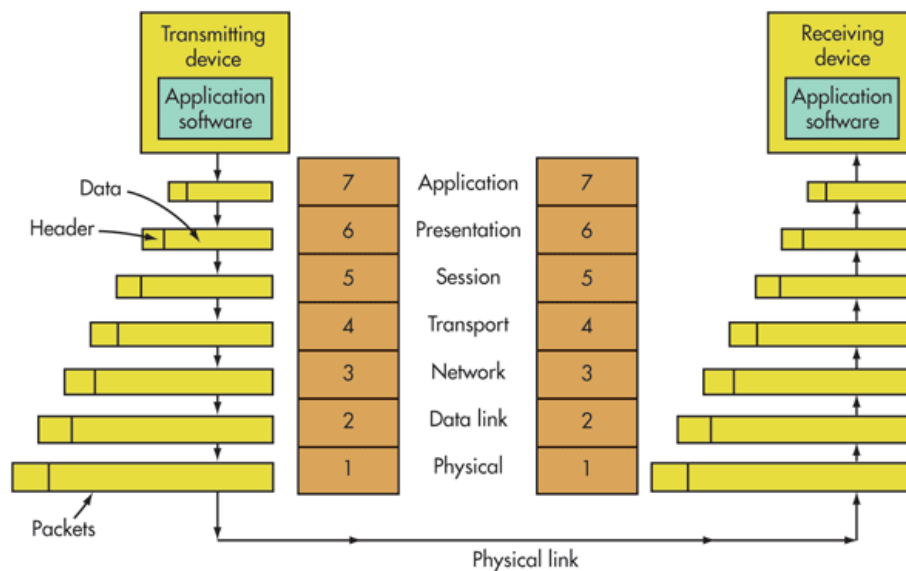 Transmitting
device
Application
software
Receiving
device
Application
software
Data
Header
7 Application 7
6 Presentation 6
5 Session 5
4 Transport 4
3 Network 3
2 Data link 2
1 Physical 1
Packets
Physical link